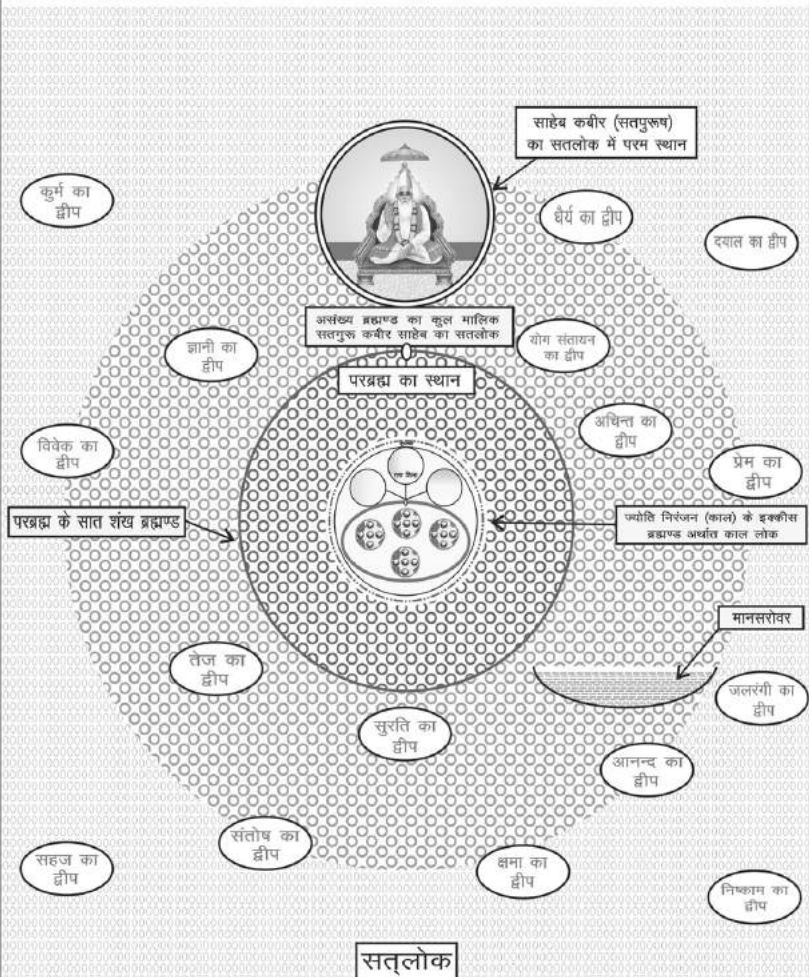 साहेब कबीर (सतपुरूष)
का सतलोक में परम स्थान
कुर्म का
द्वीप
धैर्य का द्वीप
दयाल का द्वीप
असंख्य ब्रह्मण्ड का कुल मालिक
सतगुरू कबीर साहेब का सतलोक
ज्ञानी का
द्वीप
योग संतायन
का द्वीप
परब्रह्म का स्थान
अचिन्त का
द्वीप
विवेक का
द्वीप
प्रेम का
द्वीप
परब्रह्म के सात शंख ब्रह्मण्ड
ज्योति निरंजन (काल) के इक्कीस
ब्रह्मण्ड अर्थात काल लोक
मानसरोवर
तेज का
द्वीप
जलरंगी का
द्वीप
सुरति का
द्वीप
आनन्द का
द्वीप
संतोष का
द्वीप
सहज का
द्वीप
क्षमा का
द्वीप
निष्काम का
द्वीप
सत्लोक